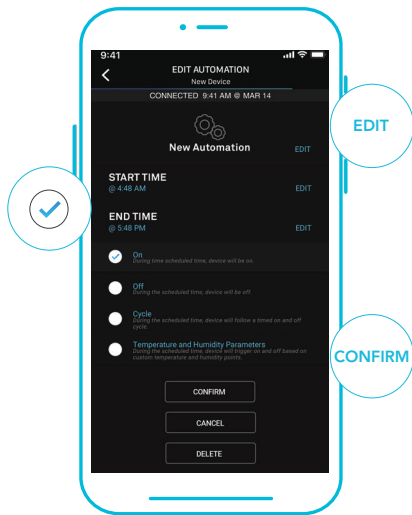 9:41
EDIT AUTOMATION
New Device
CONNECTED 9:41 AM @ MAR 14
New Automation
EDIT
EDIT
START TIME
@ 4:48 AM
EDIT
END TIME
@ 5:48 PM
EDIT
On
During time scheduled time, device will be on.
Off
During the scheduled time, device will be off.
Cycle
During the scheduled time, device will follow a timed on and off
cycle.
Temperature and Humidity Parameters
During the scheduled time, device will trigger on and off based on
custom temperature and humidity points.
CONFIRM
CONFIRM
CANCEL
DELETE